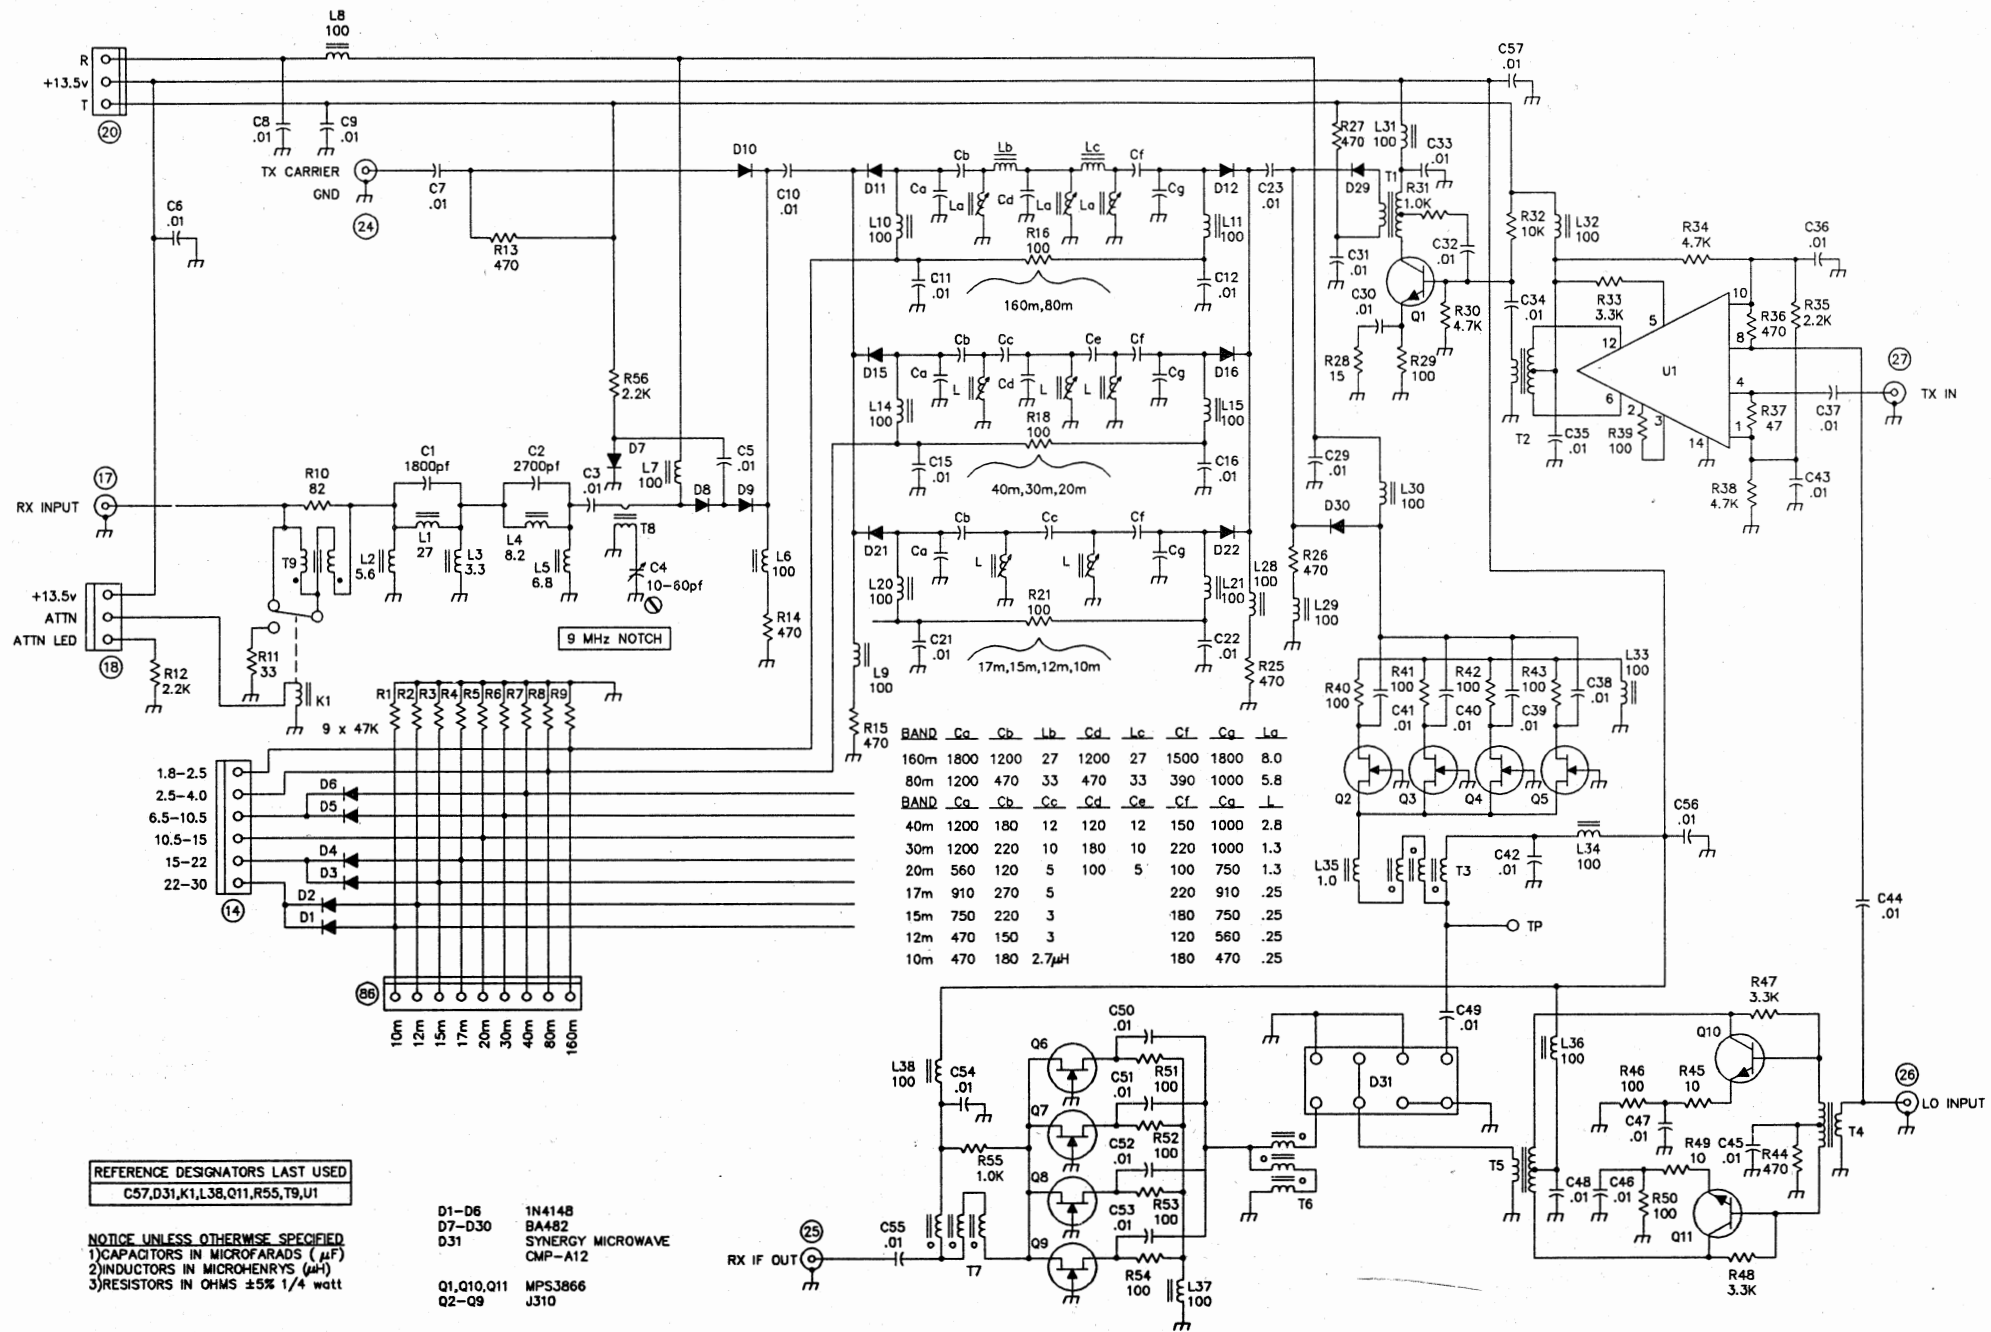 L8
100
R
+13.5v
T
20
C8
.01
C9
.01
C57
.01
TX CARRIER
GND
24
C7
.01
R13
470
D10
C10
.01
C6
.01
D11
L10
100
Ca
Cb
Lb
La
Cd
La
Lc
La
Cf
Cg
D12
L11
100
C23
.01
R16
100
C11
.01
C12
.01
160m,80m
R27
470
L31
100
C33
.01
D29
T1
R31
1.0K
C31
.01
C32
.01
C30
.01
Q1
R30
4.7K
R28
15
R29
100
R32
10K
L32
100
R34
4.7K
C36
.01
C34
.01
R33
3.3K
R36
470
R35
2.2K
5
10
8
12
U1
4
6
2
3
1
14
R39
100
R37
47
C37
.01
27
TX IN
T2
C35
.01
R38
4.7K
C43
.01
D15
L14
100
Ca
Cb
Cc
L
Cd
L
Ce
L
Cf
Cg
D16
L15
100
R18
100
C15
.01
C16
.01
40m,30m,20m
R56
2.2K
D7
L7
100
C5
.01
D8
D9
C1
1800pf
C2
2700pf
C3
.01
17
RX INPUT
R10
82
L1
27
L4
8.2
L2
5.6
L3
3.3
L5
6.8
T8
C4
10-60pf
9 MHz NOTCH
T9
L6
100
R14
470
C29
.01
L30
100
D30
R26
470
L29
100
D21
L20
100
Ca
Cb
L
Cc
L
Cf
Cg
D22
L21
100
L28
100
R21
100
C21
.01
C22
.01
17m,15m,12m,10m
L9
100
R15
470
R25
470
+13.5v
ATTN
ATTN LED
18
R12
2.2K
R11
33
K1
R1 R2 R3 R4 R5 R6 R7 R8 R9
9 x 47K
1.8-2.5
2.5-4.0
6.5-10.5
10.5-15
15-22
22-30
14
D6
D5
D4
D3
D2
D1
86
10m 12m 15m 17m 20m 30m 40m 80m 160m
BAND Ca Cb Lb Cd Lc Cf Cg La
160m 1800 1200 27 1200 27 1500 1800 8.0
80m 1200 470 33 470 33 390 1000 5.8
BAND Ca Cb Cc Cd Ce Cf Cg L
40m 1200 180 12 120 12 150 1000 2.8
30m 1200 220 10 180 10 220 1000 1.3
20m 560 120 5 100 5 100 750 1.3
17m 910 270 5 220 910 .25
15m 750 220 3 180 750 .25
12m 470 150 3 120 560 .25
10m 470 180 2.7μH 180 470 .25
R40
100
R41
100
R42
100
R43
100
L33
100
C41
.01
C40
.01
C39
.01
C38
.01
Q2
Q3
Q4
Q5
C56
.01
L35
1.0
T3
C42
.01
L34
100
TP
C44
.01
C49
.01
D31
L38
100
C54
.01
Q6
Q7
Q8
Q9
C50
.01
R51
100
C51
.01
R52
100
C52
.01
R53
100
C53
.01
R54
100
L37
100
R55
1.0K
T7
25
RX IF OUT
C55
.01
T6
T5
L36
100
R47
3.3K
Q10
R46
100
R45
10
C47
.01
R49
10
C45
.01
R44
470
T4
26
LO INPUT
C48
.01
C46
.01
R50
100
Q11
R48
3.3K
REFERENCE DESIGNATORS LAST USED
C57,D31,K1,L38,Q11,R55,T9,U1
NOTICE UNLESS OTHERWISE SPECIFIED
1)CAPACITORS IN MICROFARADS ( μF)
2)INDUCTORS IN MICROHENRYS (μH)
3)RESISTORS IN OHMS ±5% 1/4 watt
D1-D6 1N4148
D7-D30 BA482
D31 SYNERGY MICROWAVE
CMP-A12
Q1,Q10,Q11 MPS3866
Q2-Q9 J310